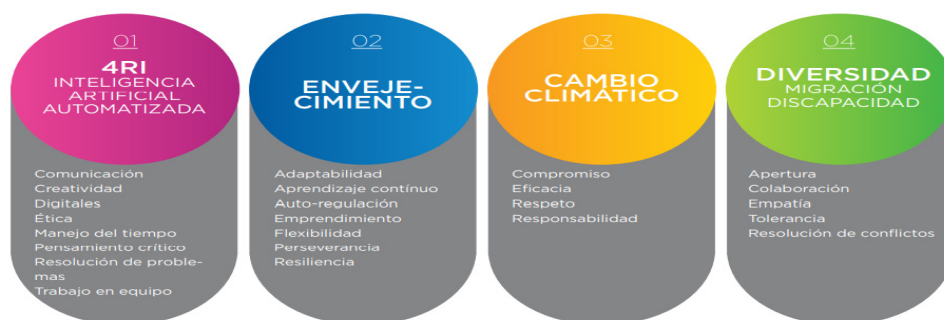 01
4RI
INTELIGENCIA
ARTIFICIAL
AUTOMATIZADA
Comunicación
Creatividad
Digitales
Ética
Manejo del tiempo
Pensamiento crítico
Resolución de proble-
mas
Trabajo en equipo
02
ENVEJE-
CIMIENTO
Adaptabilidad
Aprendizaje contínuo
Auto-regulación
Emprendimiento
Flexibilidad
Perseverancia
Resiliencia
03
CAMBIO
CLIMÁTICO
Compromiso
Eficacia
Respeto
Responsabilidad
04
DIVERSIDAD
MIGRACIÓN
DISCAPACIDAD
Apertura
Colaboración
Empatía
Tolerancia
Resolución de conflictos